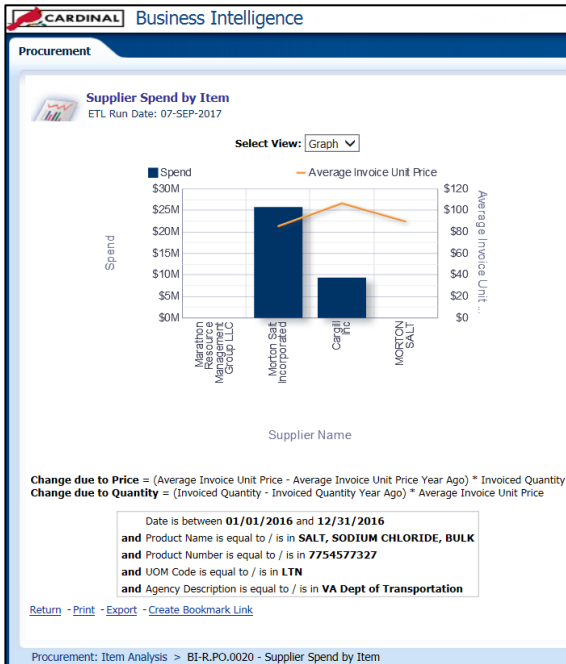 CARDINAL Business Intelligence
Procurement
Supplier Spend by Item
ETL Run Date: 07-SEP-2017
Select View: Graph
Spend
Average Invoice Unit Price
$30M
$25M
$20M
$15M
$10M
$5M
$0M
Spend
$120
$100
$80
$60
$40
$20
$0
Average Invoice Unit ...
Marathon
Resource
Management
Group LLC
Morton Salt
Incorporated
Cargill
Inc
MORTON
SALT
Supplier Name
Change due to Price = (Average Invoice Unit Price - Average Invoice Unit Price Year Ago) * Invoiced Quantity
Change due to Quantity = (Invoiced Quantity - Invoiced Quantity Year Ago) * Average Invoice Unit Price
Date is between 01/01/2016 and 12/31/2016
and Product Name is equal to / is in SALT, SODIUM CHLORIDE, BULK
and Product Number is equal to / is in 7754577327
and UOM Code is equal to / is in LTN
and Agency Description is equal to / is in VA Dept of Transportation
Return - Print - Export - Create Bookmark Link
Procurement: Item Analysis > BI-R.PO.0020 - Supplier Spend by Item